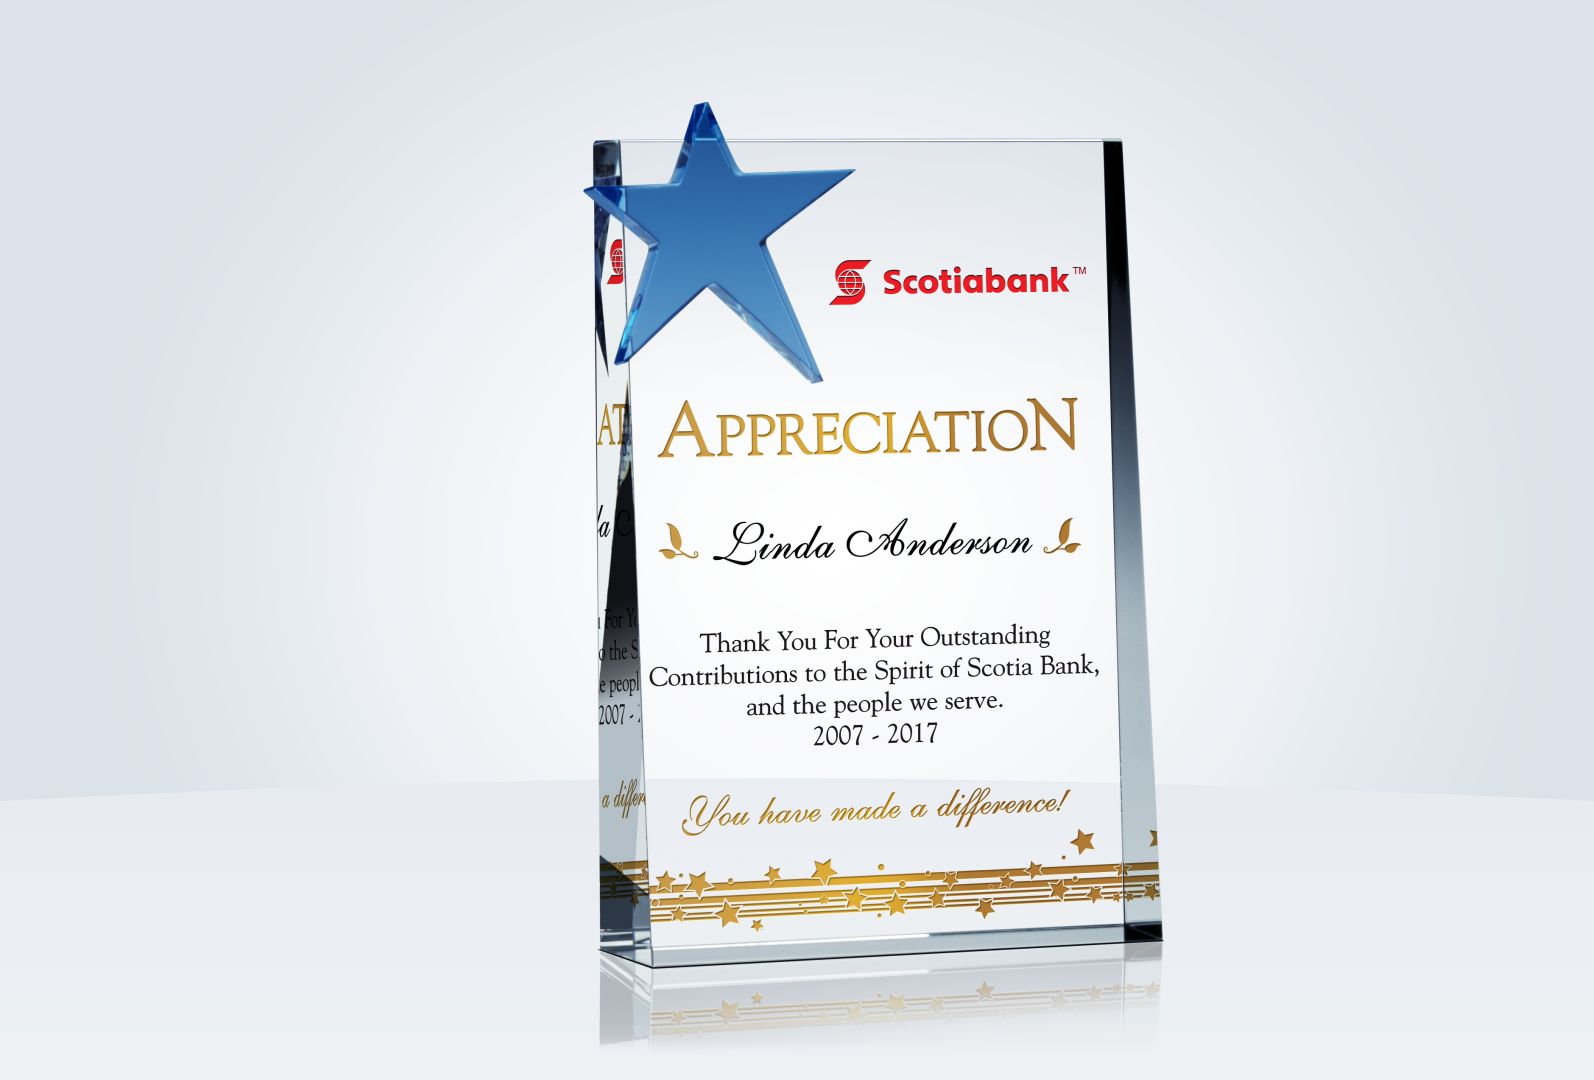 Scotiabank™
APPRECIATION
Linda Anderson
Thank You For Your Outstanding
Contributions to the Spirit of Scotia Bank,
and the people we serve.
2007 - 2017
You have made a difference!